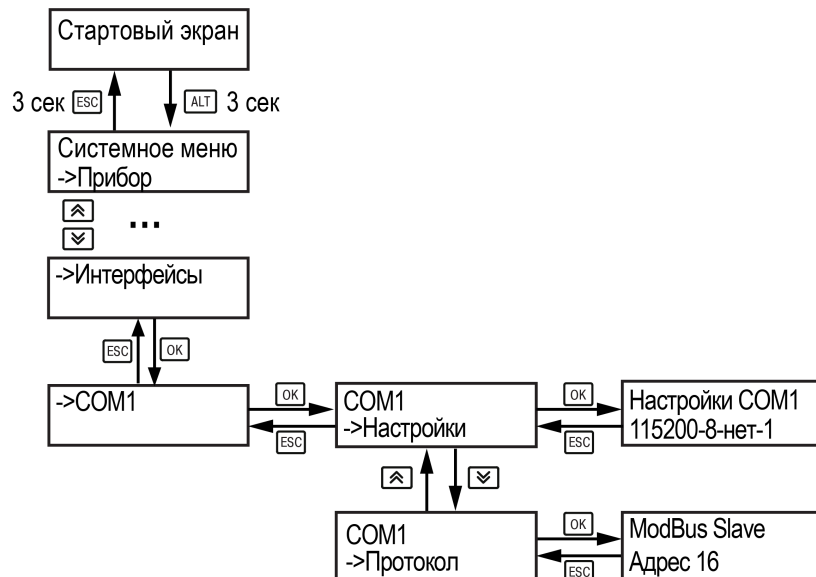 Стартовый экран
3 сек ESC ALT 3 сек
Системное меню
->Прибор
...
->Интерфейсы
ESC OK
->COM1
OK
ESC
COM1
->Настройки
OK
ESC
Настройки COM1
115200-8-нет-1
COM1
->Протокол
OK
ESC
ModBus Slave
Адрес 16